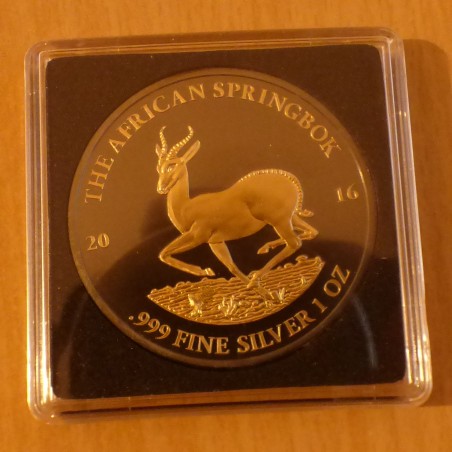 THE AFRICAN SPRINGBOK
20 16
.999 FINE SILVER 1 OZ